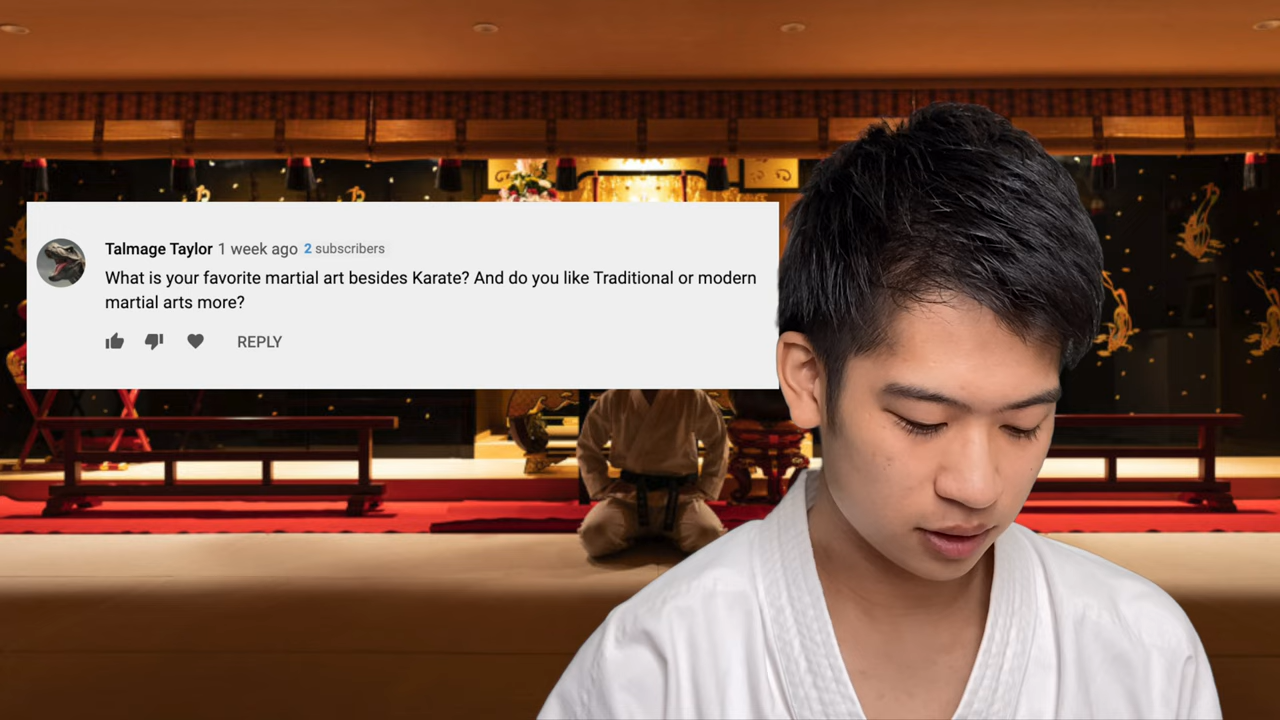 Talmage Taylor 1 week ago 2 subscribers
What is your favorite martial art besides Karate? And do you like Traditional or modern
martial arts more?
REPLY